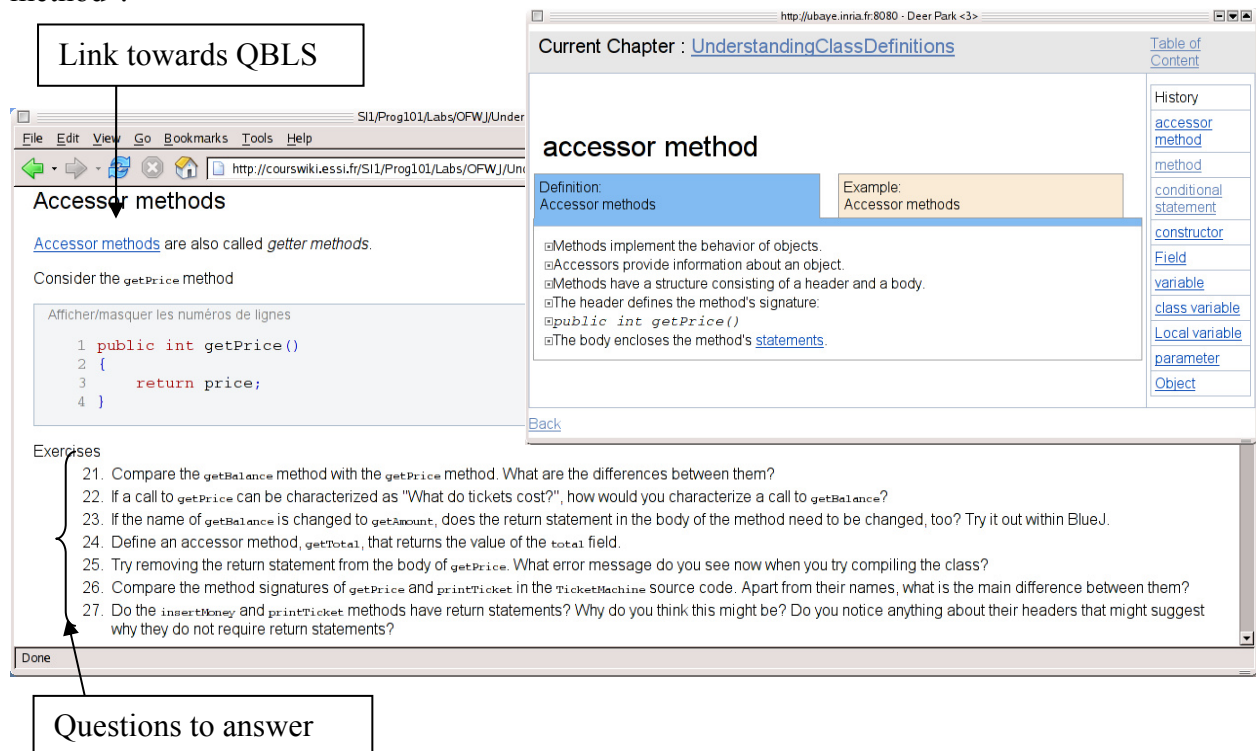 method".
Link towards QBLS
SI1/Prog101/Labs/OFWJ/Under
File Edit View Go Bookmarks Tools Help
http://courswiki.essi.fr/SI1/Prog101/Labs/OFWJ/Un
Accessor methods
Accessor methods are also called getter methods.
Consider the getPrice method
Afficher/masquer les numéros de lignes
1 public int getPrice()
2 {
3 return price;
4 }
http://ubaye.inria.fr:8080 - Deer Park <3>
Current Chapter : UnderstandingClassDefinitions
Table of
Content
accessor method
Definition:
Accessor methods
Example:
Accessor methods
Methods implement the behavior of objects.
Accessors provide information about an object.
Methods have a structure consisting of a header and a body.
The header defines the method's signature:
public int getPrice()
The body encloses the method's statements.
History
accessor
method
method
conditional
statement
constructor
Field
variable
class variable
Local variable
parameter
Object
Back
Exercises
21. Compare the getBalance method with the getPrice method. What are the differences between them?
22. If a call to getPrice can be characterized as "What do tickets cost?", how would you characterize a call to getBalance?
23. If the name of getBalance is changed to getAmount, does the return statement in the body of the method need to be changed, too? Try it out within BlueJ.
24. Define an accessor method, getTotal, that returns the value of the total field.
25. Try removing the return statement from the body of getPrice. What error message do you see now when you try compiling the class?
26. Compare the method signatures of getPrice and printTicket in the TicketMachine source code. Apart from their names, what is the main difference between them?
27. Do the insertMoney and printTicket methods have return statements? Why do you think this might be? Do you notice anything about their headers that might suggest
why they do not require return statements?
Done
Questions to answer